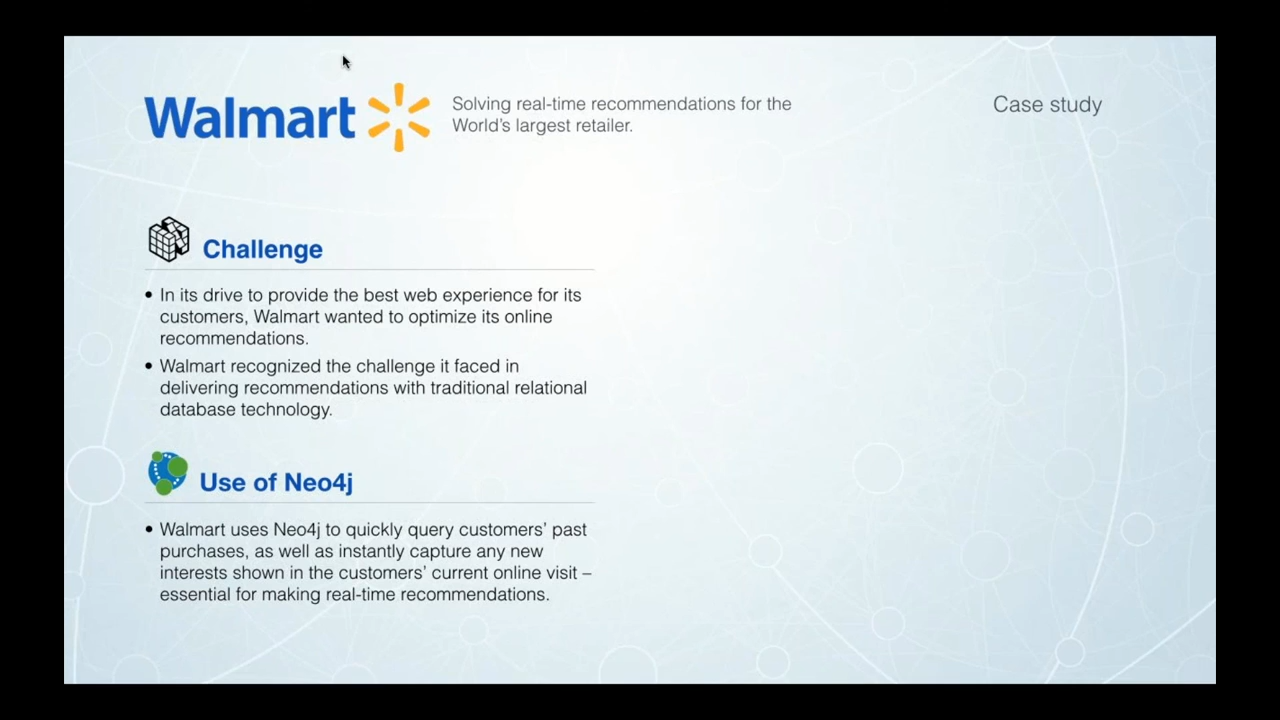 Walmart
Solving real-time recommendations for the
World's largest retailer.
Case study
Challenge
• In its drive to provide the best web experience for its
customers, Walmart wanted to optimize its online
recommendations.
• Walmart recognized the challenge it faced in
delivering recommendations with traditional relational
database technology.
Use of Neo4j
• Walmart uses Neo4j to quickly query customers' past
purchases, as well as instantly capture any new
interests shown in the customers' current online visit –
essential for making real-time recommendations.